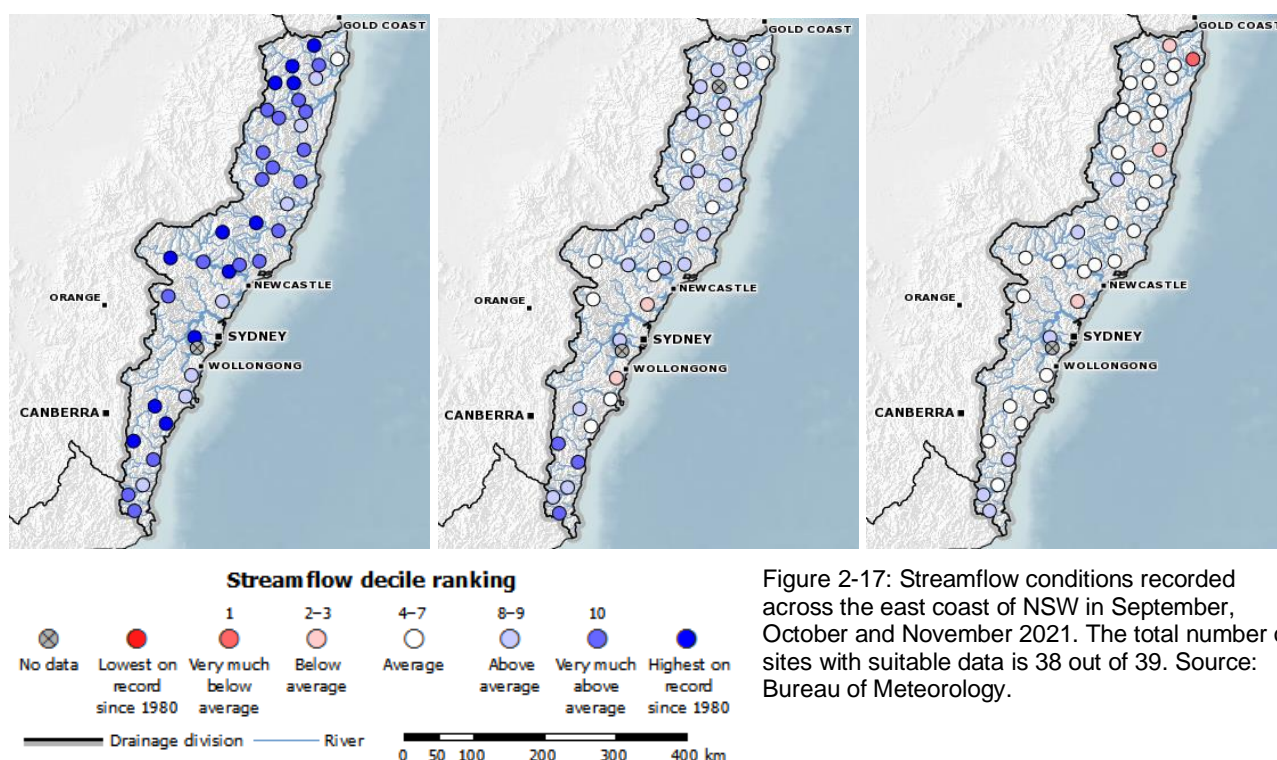 GOLD COAST
ORANGE
NEWCASTLE
SYDNEY
WOLLONGONG
CANBERRA
GOLD COAST
ORANGE
NEWCASTLE
SYDNEY
WOLLONGONG
CANBERRA
GOLD COAST
ORANGE
NEWCASTLE
SYDNEY
WOLLONGONG
CANBERRA
Streamflow decile ranking
1 2–3 4–7 8–9 10
No data Lowest on Very much Below Average Above Very much Highest on
record below average average above record
since 1980 average average since 1980
Drainage division River
0 50 100 200 300 400 km
Figure 2-17: Streamflow conditions recorded
across the east coast of NSW in September,
October and November 2021. The total number
sites with suitable data is 38 out of 39. Source:
Bureau of Meteorology.